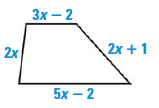 3x − 2
2x
2x + 1
5x − 2